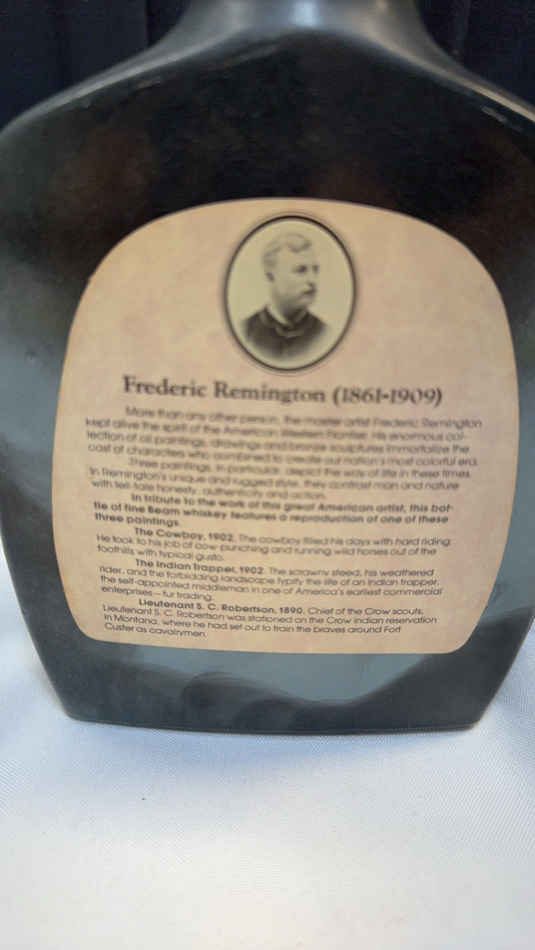 Frederic Remington (1861-1909)
More than any other person, the master artist Frederic Remington
kept alive the spirit of the American Western frontier. His enormous col-
lection of oil paintings, drawings and bronze sculptures immortalize the
cast of characters who combined to create our nation's most colorful era.
Three paintings, in particular, depict the way of life in these times.
In Remington's unique and rugged style, they contrast man and nature
with tell-tale honesty, authenticity and action.
In tribute to the work of this great American artist, this bot-
tle of fine Beam whiskey features a reproduction of one of these
three paintings.
The Cowboy, 1902. The cowboy filled his days with hard riding.
He took to his job of cow-punching and running wild horses out of the
foothills with typical gusto.
The Indian Trapper, 1902. The scrawny steed, his weathered
rider, and the forbidding landscape typify the life of an Indian trapper,
the self-appointed middleman in one of America's earliest commercial
enterprises—fur trading.
Lieutenant S. C. Robertson, 1890. Chief of the Crow scouts,
Lieutenant S. C. Robertson was stationed on the Crow Indian reservation
in Montana, where he had set out to train the braves around Fort
Custer as cavalrymen.